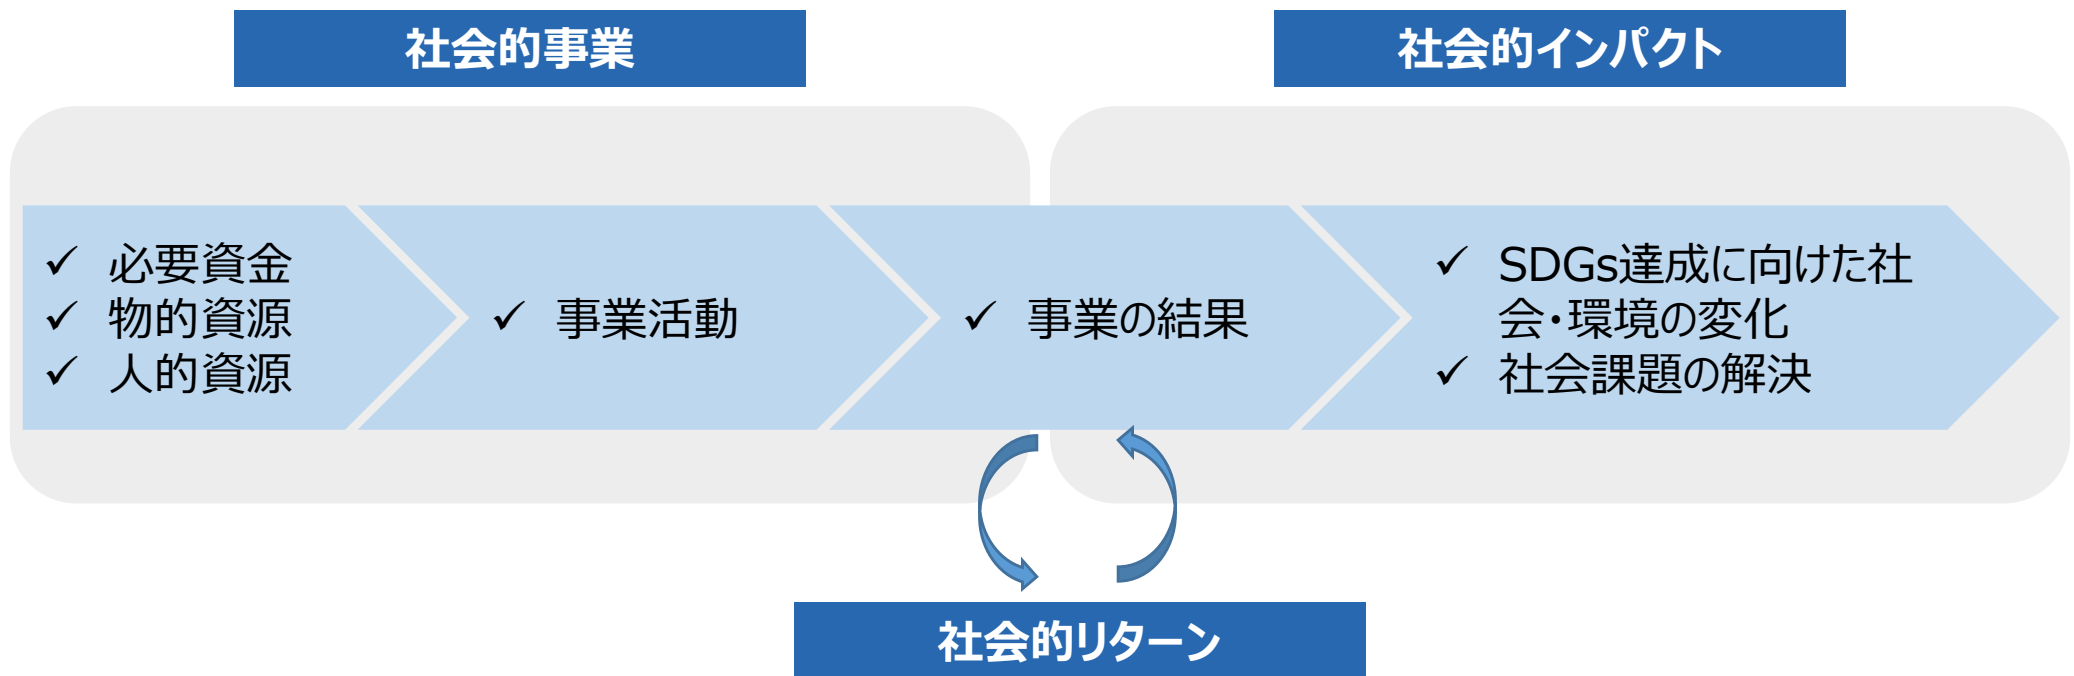 社会的事業
社会的インパクト
✓ 必要資金
✓ 物的資源
✓ 人的資源
✓ 事業活動
✓ 事業の結果
✓ SDGs達成に向けた社
会・環境の変化
✓ 社会課題の解決
社会的リターン